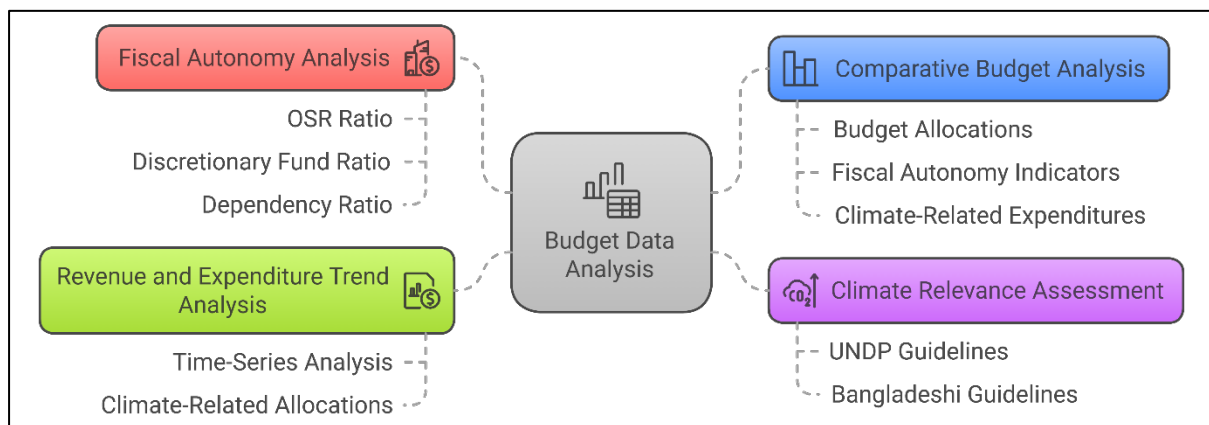 Fiscal Autonomy Analysis
OSR Ratio
Discretionary Fund Ratio
Dependency Ratio
Revenue and Expenditure Trend
Analysis
Time-Series Analysis
Climate-Related Allocations
Budget Data
Analysis
Comparative Budget Analysis
Budget Allocations
Fiscal Autonomy Indicators
Climate-Related Expenditures
CO₂
Climate Relevance Assessment
UNDP Guidelines
Bangladeshi Guidelines